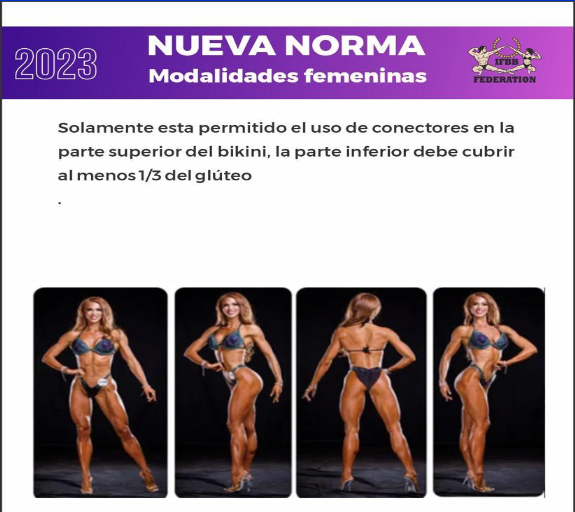 2023
NUEVA NORMA
Modalidades femeninas
IFBB
FEDERATION
Solamente esta permitido el uso de conectores en la
parte superior del bikini, la parte inferior debe cubrir
al menos 1/3 del glúteo
.